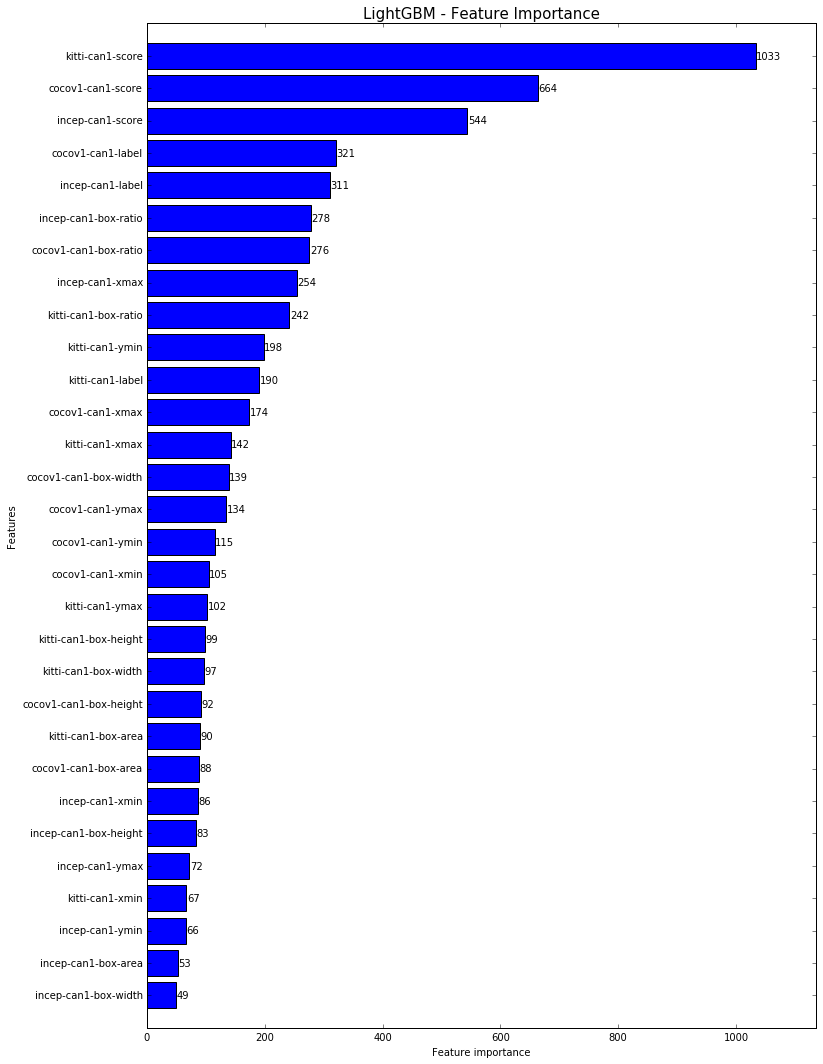 LightGBM - Feature Importance
kitti-can1-score 1033
cocov1-can1-score 664
incep-can1-score 544
cocov1-can1-label 321
incep-can1-label 311
incep-can1-box-ratio 278
cocov1-can1-box-ratio 276
incep-can1-xmax 254
kitti-can1-box-ratio 242
kitti-can1-ymin 198
kitti-can1-label 190
cocov1-can1-xmax 174
kitti-can1-xmax 142
cocov1-can1-box-width 139
cocov1-can1-ymax 134
cocov1-can1-ymin 115
cocov1-can1-xmin 105
kitti-can1-ymax 102
kitti-can1-box-height 99
kitti-can1-box-width 97
cocov1-can1-box-height 92
kitti-can1-box-area 90
cocov1-can1-box-area 88
incep-can1-xmin 86
incep-can1-box-height 83
incep-can1-ymax 72
kitti-can1-xmin 67
incep-can1-ymin 66
incep-can1-box-area 53
incep-can1-box-width 49
Features
0 200 400 600 800 1000
Feature importance